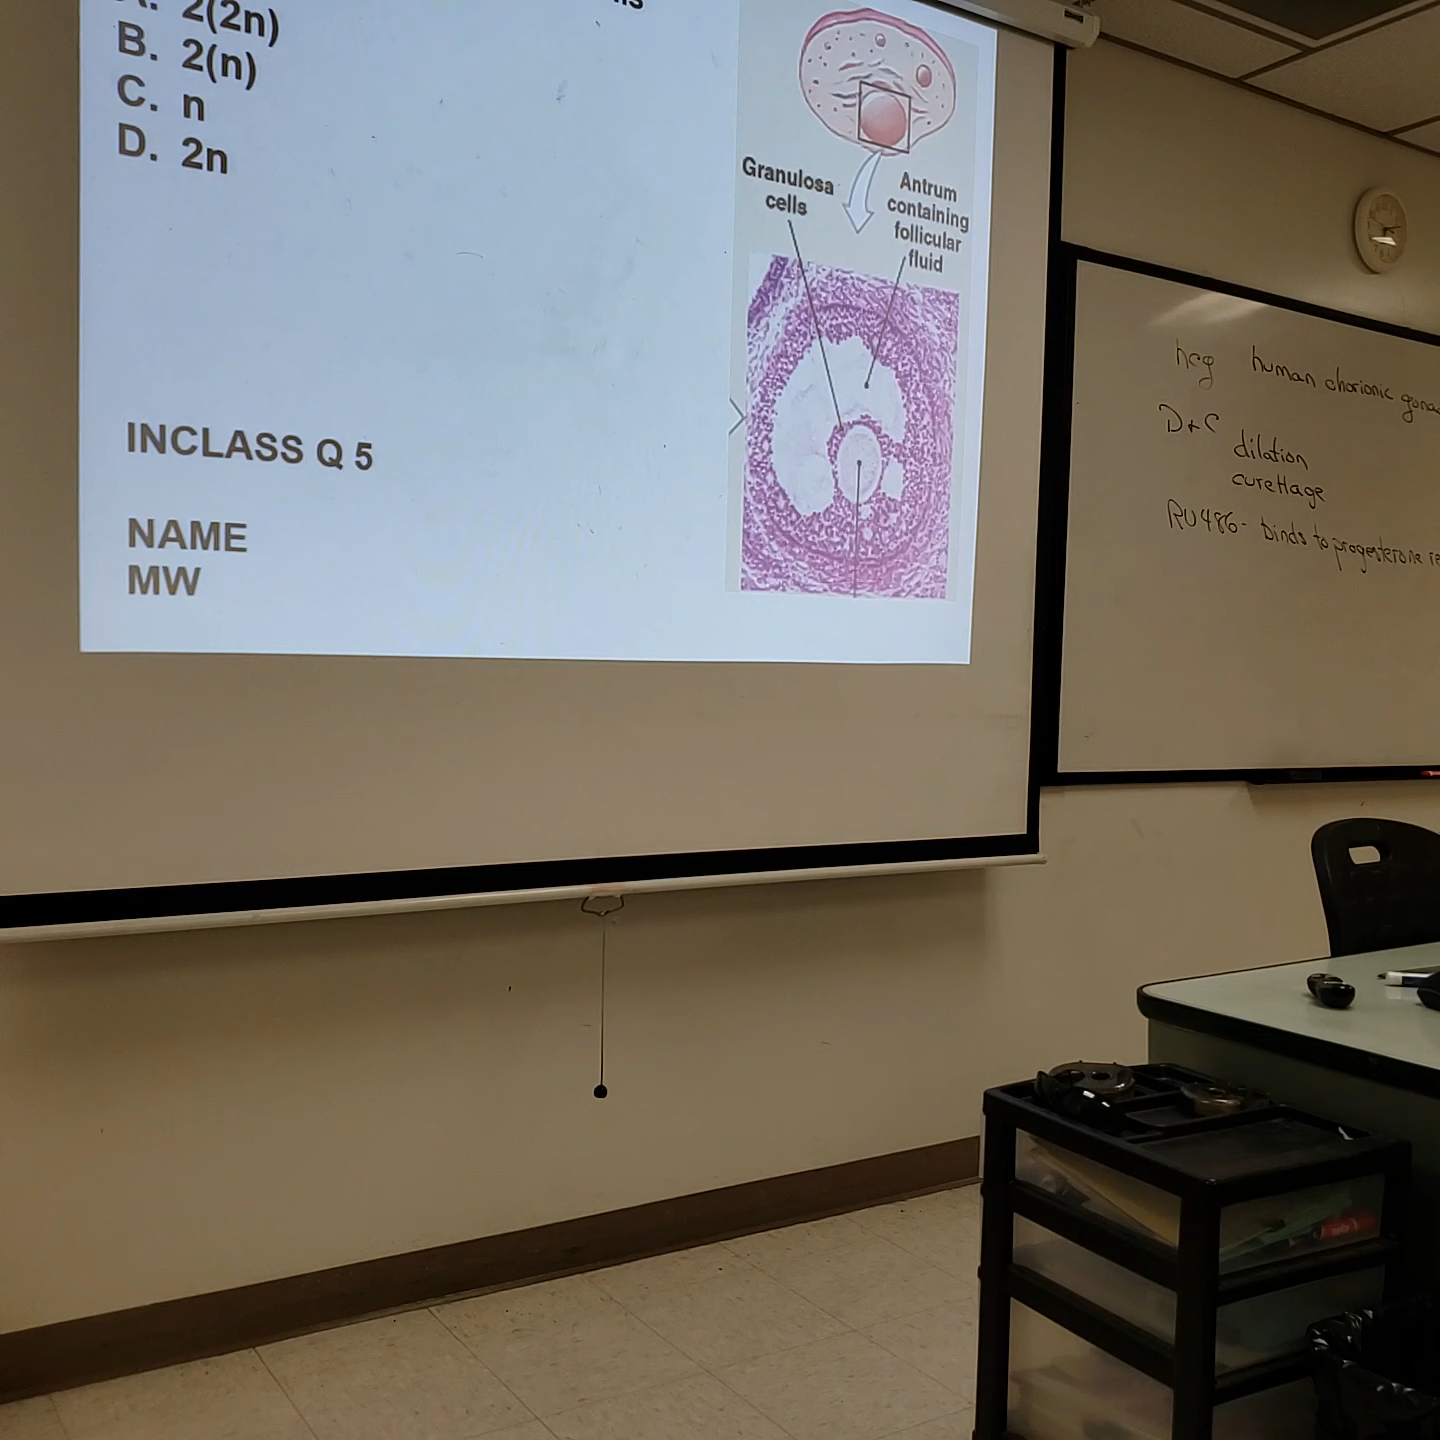 A. 2(2n)
B. 2(n)
C. n
D. 2n
Granulosa
cells
Antrum
containing
follicular
fluid
INCLASS Q 5
NAME
MW
hcg human chorionic
D+C
dilation
curettage
RU486- binds to progesterone